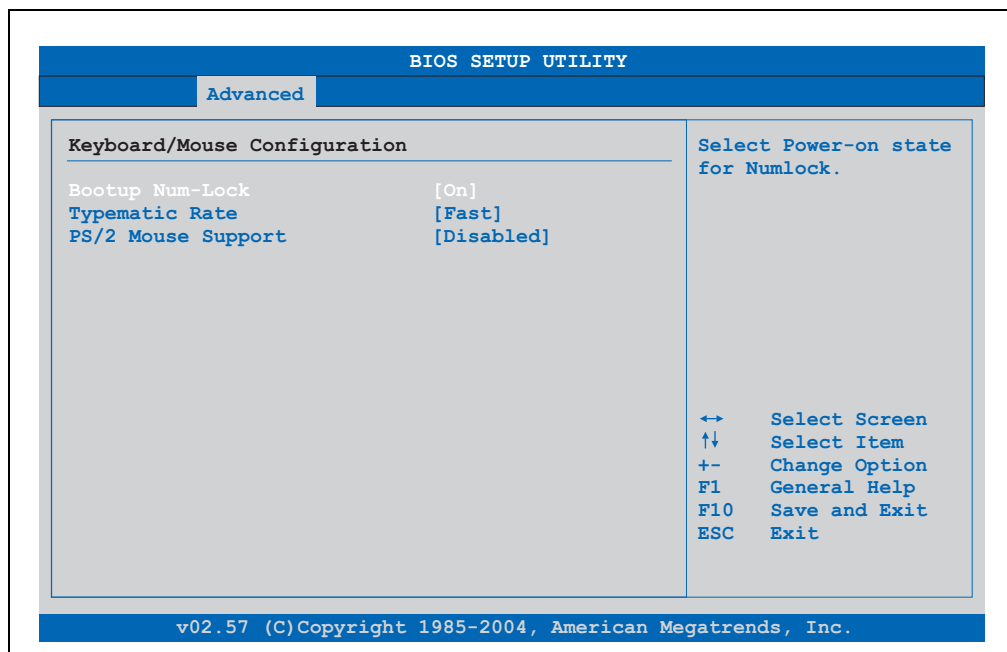 BIOS SETUP UTILITY
Advanced
Keyboard/Mouse Configuration
Bootup Num-Lock [On]
Typematic Rate [Fast]
PS/2 Mouse Support [Disabled]
Select Power-on state
for Numlock.
↔ Select Screen
↑↓ Select Item
+- Change Option
F1 General Help
F10 Save and Exit
ESC Exit
v02.57 (C)Copyright 1985-2004, American Megatrends, Inc.